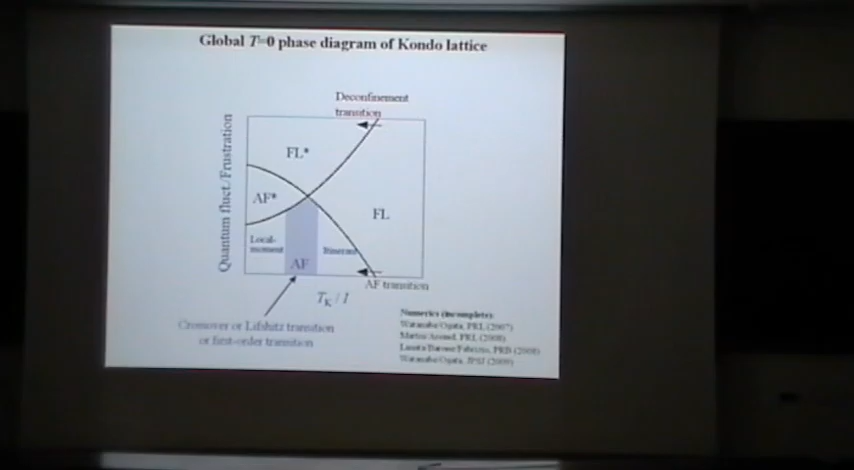 Global T=0 phase diagram of Kondo lattice
Deconfinement
transition
Quantum fluct./Frustration
FL*
AF*
FL
Local-
moment
Itinerant
AF
AF transition
T_K / I
Crossover or Lifshitz transition
or first-order transition
Numerics (incomplete):
Watanabe/Ogata, PRL (2007)
Martin/Assaad, PRL (2008)
PRB (2008)
Watanabe/Ogata, JPSJ (2009)